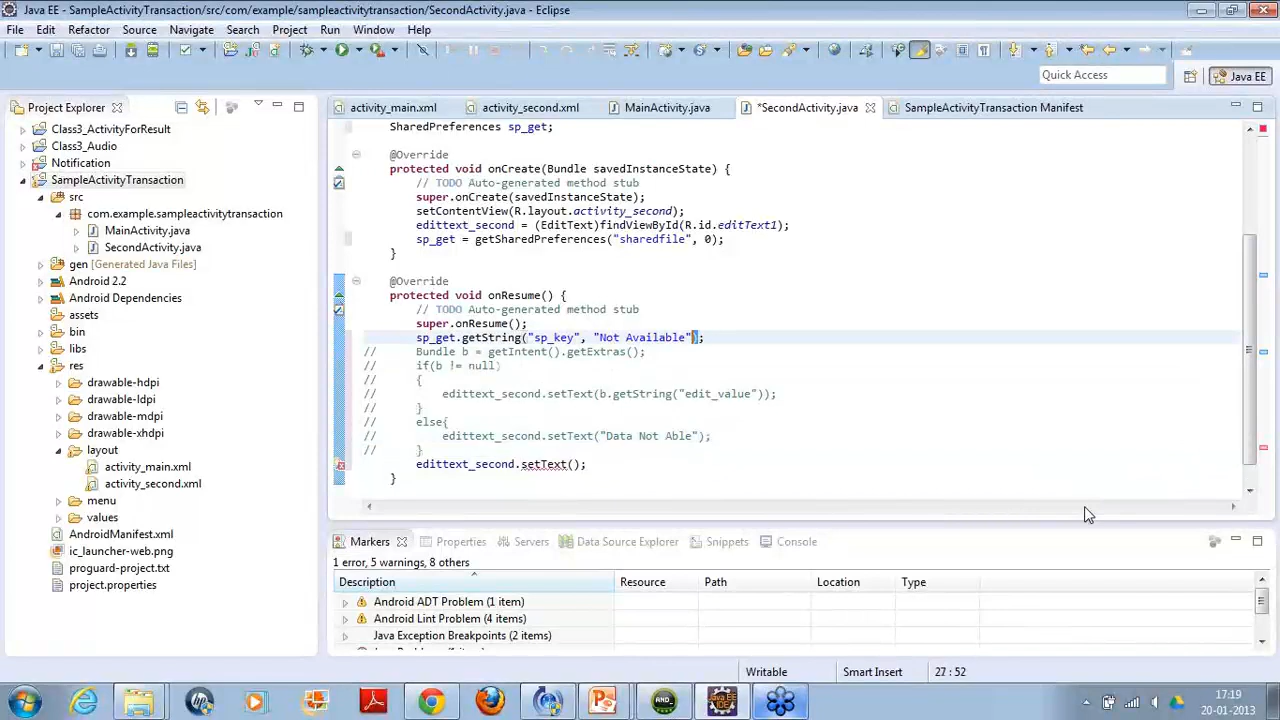 Java EE - SampleActivityTransaction/src/com/example/sampleactivitytransaction/SecondActivity.java - Eclipse
File Edit Refactor Source Navigate Search Project Run Window Help
Quick Access
Java EE
Project Explorer
activity_main.xml
activity_second.xml
MainActivity.java
*SecondActivity.java
SampleActivityTransaction Manifest
Class3_ActivityForResult
Class3_Audio
Notification
SampleActivityTransaction
src
com.example.sampleactivitytransaction
MainActivity.java
SecondActivity.java
gen [Generated Java Files]
Android 2.2
Android Dependencies
assets
bin
libs
res
drawable-hdpi
drawable-ldpi
drawable-mdpi
drawable-xhdpi
layout
activity_main.xml
activity_second.xml
menu
values
AndroidManifest.xml
ic_launcher-web.png
proguard-project.txt
project.properties
SharedPreferences sp_get;
@Override
protected void onCreate(Bundle savedInstanceState) {
// TODO Auto-generated method stub
super.onCreate(savedInstanceState);
setContentView(R.layout.activity_second);
edittext_second = (EditText)findViewById(R.id.editText1);
sp_get = getSharedPreferences("sharedfile", 0);
}
@Override
protected void onResume() {
// TODO Auto-generated method stub
super.onResume();
sp_get.getString("sp_key", "Not Available");
// Bundle b = getIntent().getExtras();
// if(b != null)
// {
// edittext_second.setText(b.getString("edit_value"));
// }
// else{
// edittext_second.setText("Data Not Able");
// }
edittext_second.setText();
}
Markers
Properties
Servers
Data Source Explorer
Snippets
Console
1 error, 5 warnings, 8 others
Description Resource Path Location Type
Android ADT Problem (1 item)
Android Lint Problem (4 items)
Java Exception Breakpoints (2 items)
Writable
Smart Insert
27 : 52
17:19
20-01-2013